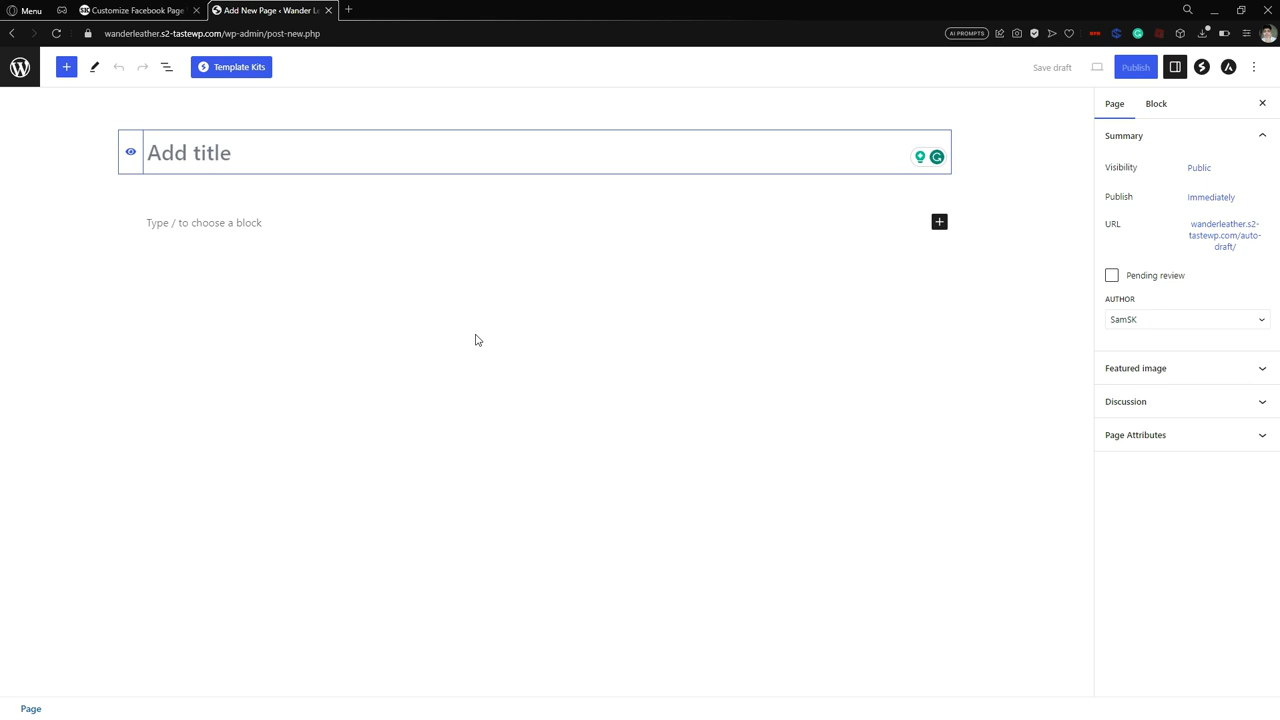 Menu
Customize Facebook Page
Add New Page ‹ Wander Le
wanderleather.s2-tastewp.com/wp-admin/post-new.php
AI PROMPTS
Template Kits
Save draft
Publish
Page
Block
Add title
Type / to choose a block
Summary
Visibility
Public
Publish
Immediately
URL
wanderleather.s2-
tastewp.com/auto-
draft/
Pending review
AUTHOR
SamSK
Featured image
Discussion
Page Attributes
Page